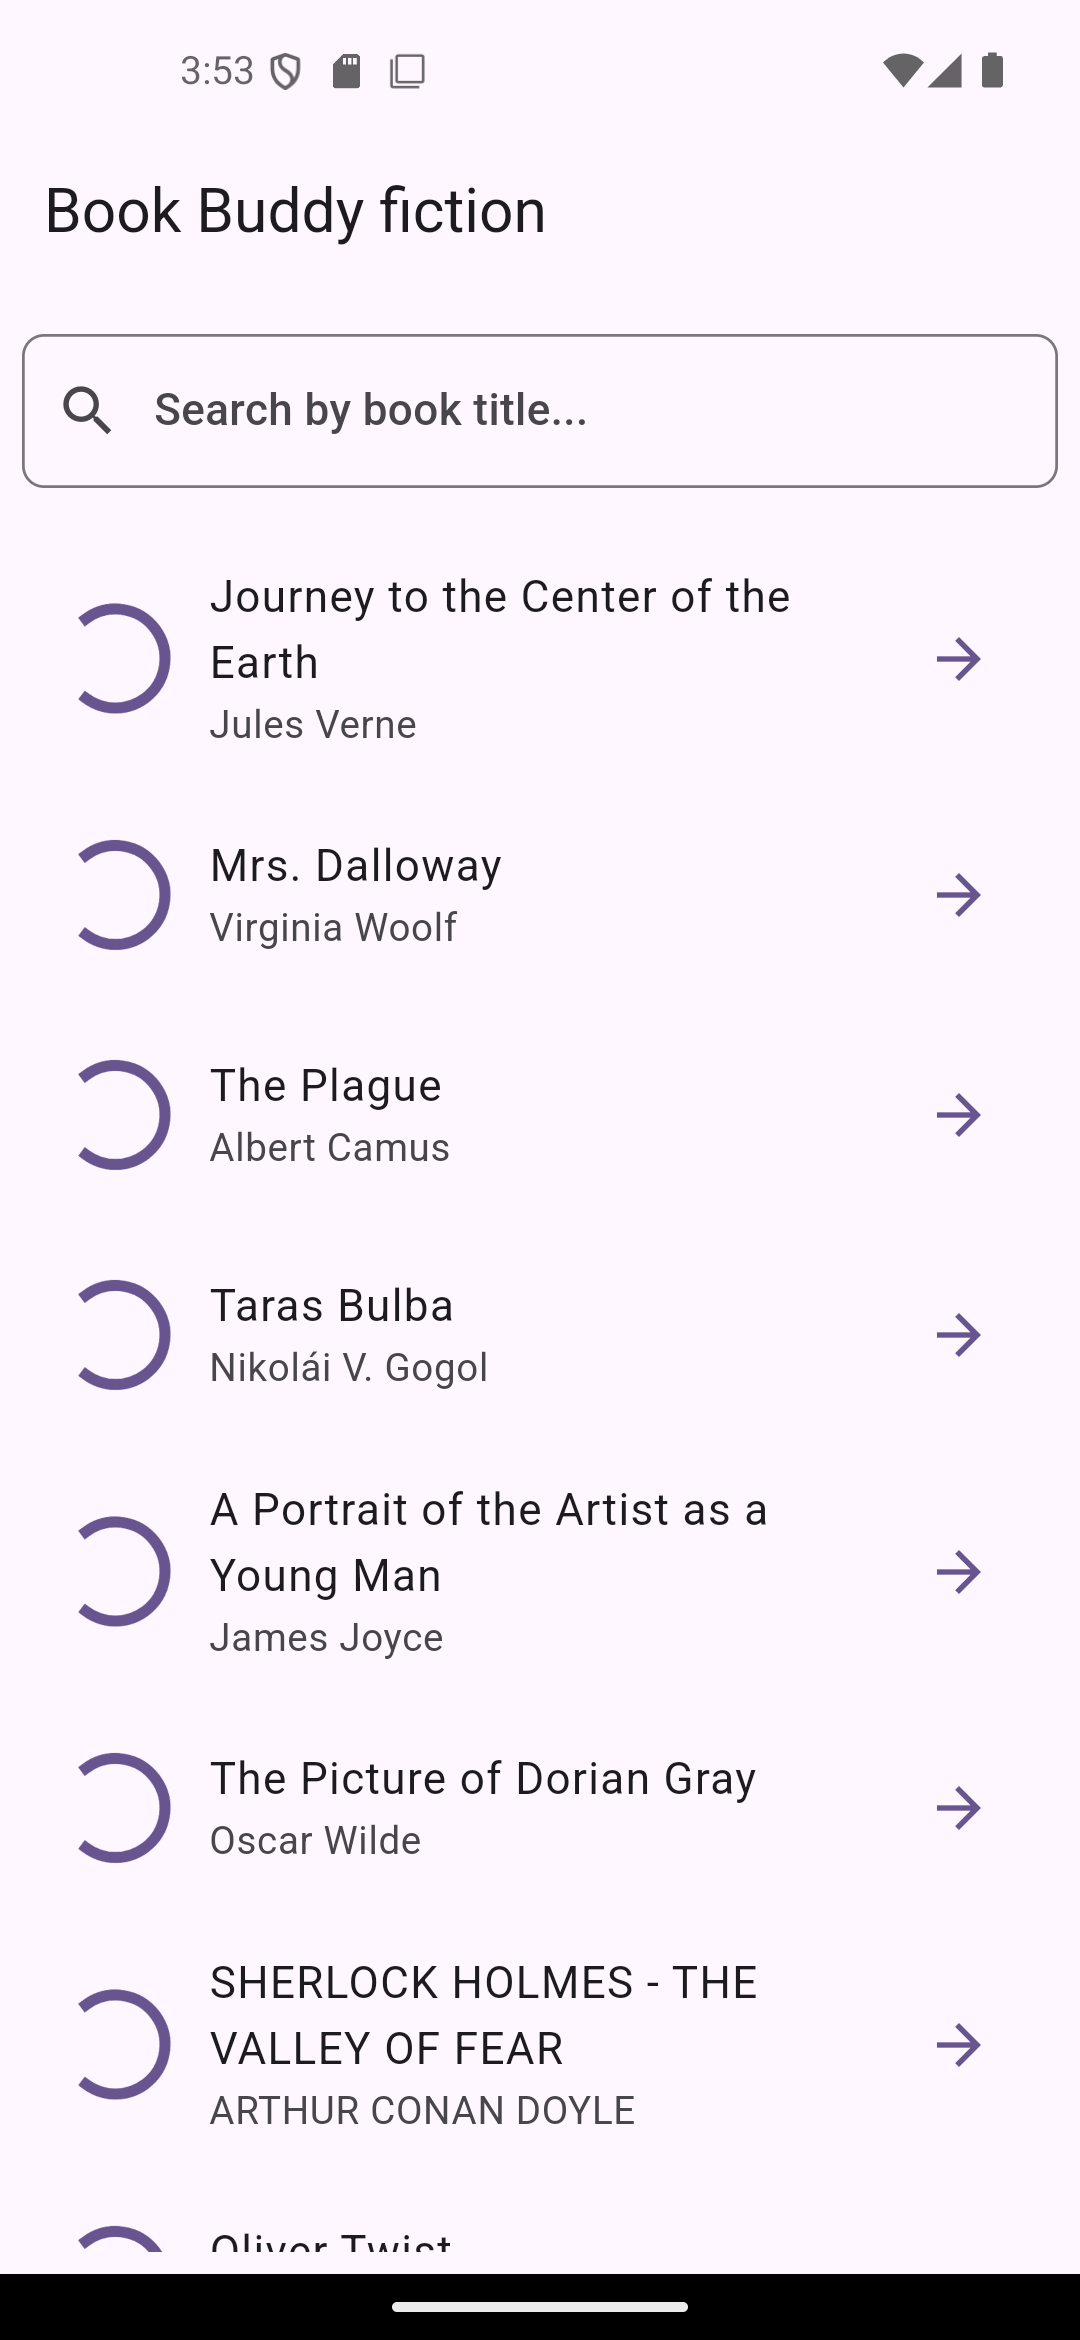 3:53
Book Buddy fiction
Search by book title...
Journey to the Center of the
Earth
Jules Verne
Mrs. Dalloway
Virginia Woolf
The Plague
Albert Camus
Taras Bulba
Nikolái V. Gogol
A Portrait of the Artist as a
Young Man
James Joyce
The Picture of Dorian Gray
Oscar Wilde
SHERLOCK HOLMES - THE
VALLEY OF FEAR
ARTHUR CONAN DOYLE
Oliver Twist